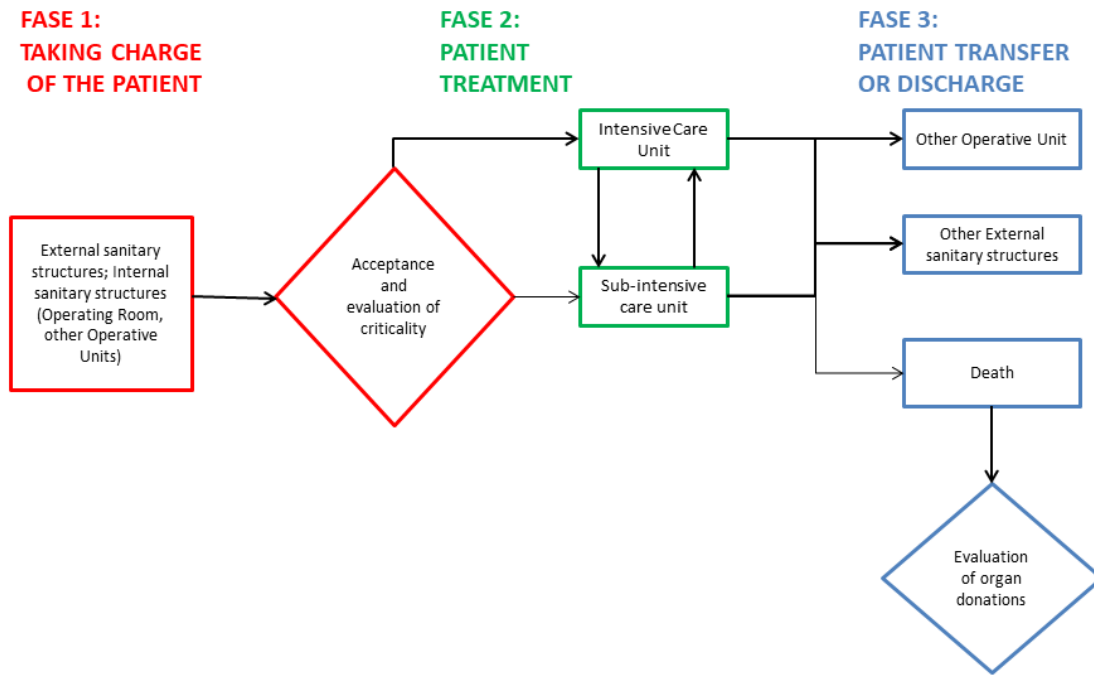 FASE 1:
TAKING CHARGE
OF THE PATIENT
FASE 2:
PATIENT
TREATMENT
FASE 3:
PATIENT TRANSFER
OR DISCHARGE
External sanitary
structures; Internal
sanitary structures
(Operating Room,
other Operative
Units)
Acceptance
and
evaluation of
criticality
Intensive Care
Unit
Sub-intensive
care unit
Other Operative Unit
Other External
sanitary structures
Death
Evaluation
of organ
donations